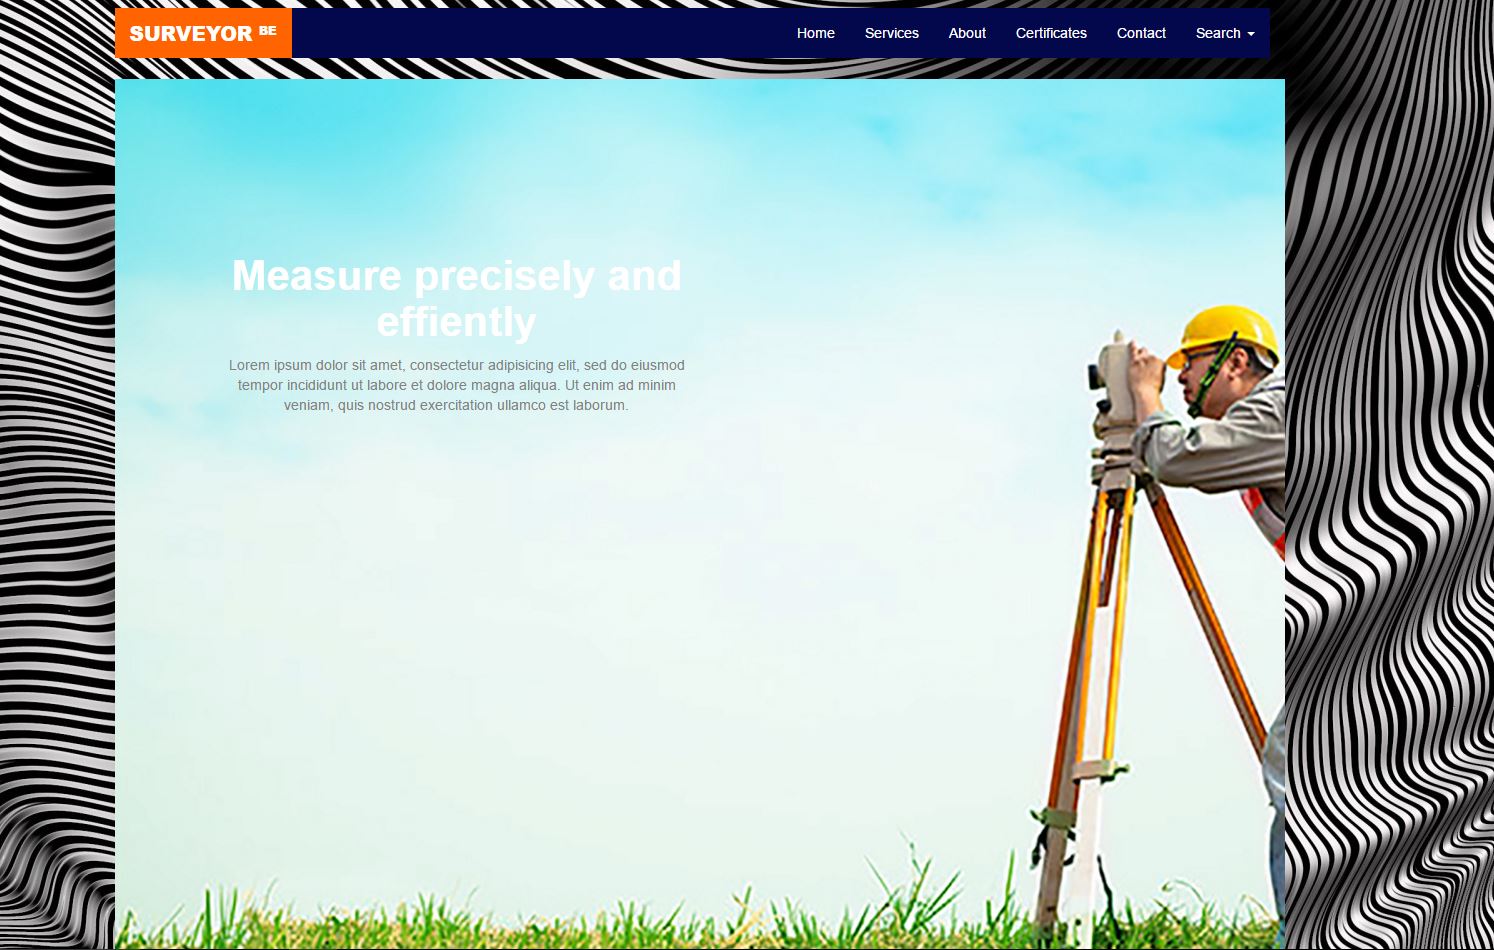 SURVEYOR BE
Home Services About Certificates Contact Search
Measure precisely and
effiently
Lorem ipsum dolor sit amet, consectetur adipisicing elit, sed do eiusmod
tempor incididunt ut labore et dolore magna aliqua. Ut enim ad minim
veniam, quis nostrud exercitation ullamco est laborum.